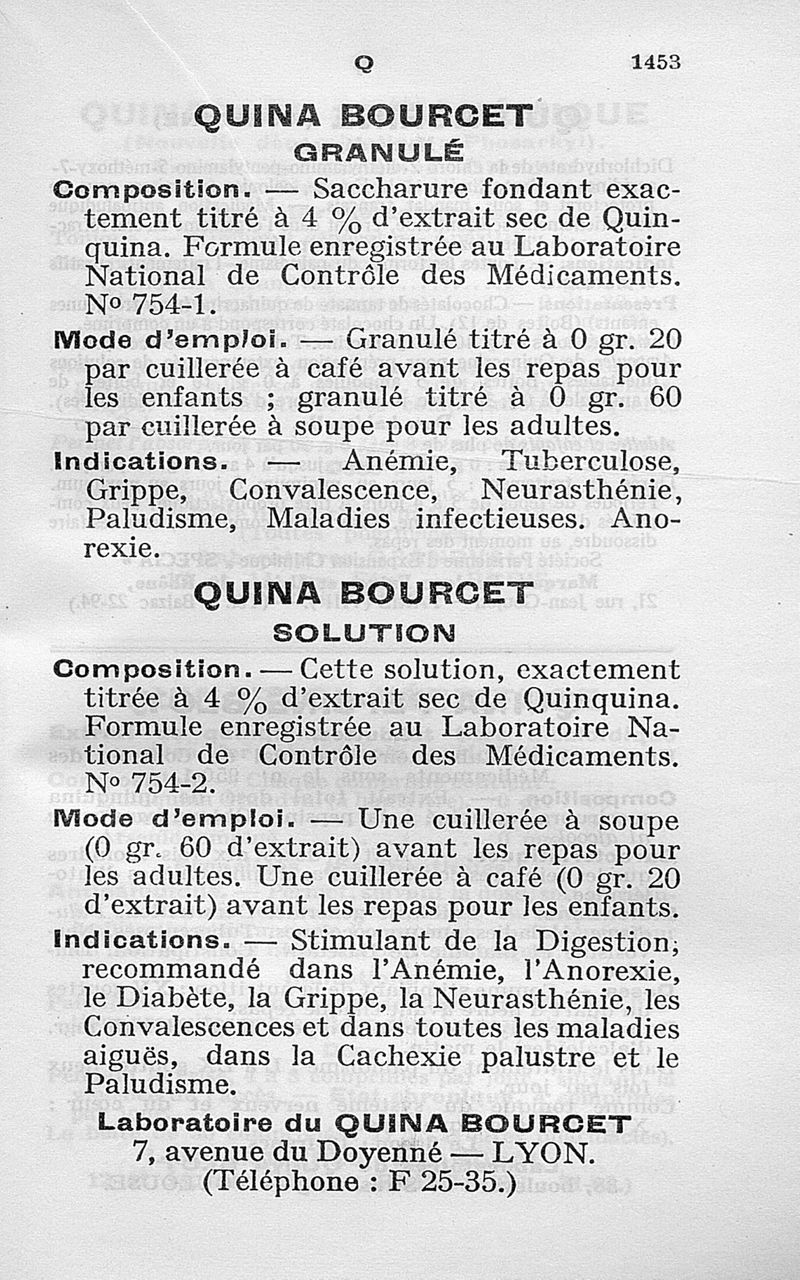 Q 1453
QUINA BOURCET
GRANULÉ
Composition. — Saccharure fondant exac-
tement titré à 4 % d'extrait sec de Quin-
quina. Formule enregistrée au Laboratoire
National de Contrôle des Médicaments.
Nº 754-1.
Mode d'emploi. — Granulé titré à 0 gr. 20
par cuillerée à café avant les repas pour
les enfants ; granulé titré à 0 gr. 60
par cuillerée à soupe pour les adultes.
Indications. — Anémie, Tuberculose,
Grippe, Convalescence, Neurasthénie,
Paludisme, Maladies infectieuses. Ano-
rexie.
QUINA BOURCET
SOLUTION
Composition. — Cette solution, exactement
titrée à 4 % d'extrait sec de Quinquina.
Formule enregistrée au Laboratoire Na-
tional de Contrôle des Médicaments.
Nº 754-2.
Mode d'emploi. — Une cuillerée à soupe
(0 gr. 60 d'extrait) avant les repas pour
les adultes. Une cuillerée à café (0 gr. 20
d'extrait) avant les repas pour les enfants.
Indications. — Stimulant de la Digestion;
recommandé dans l'Anémie, l'Anorexie,
le Diabète, la Grippe, la Neurasthénie, les
Convalescences et dans toutes les maladies
aiguës, dans la Cachexie palustre et le
Paludisme.
Laboratoire du QUINA BOURCET
7, avenue du Doyenné — LYON.
(Téléphone : F 25-35.)